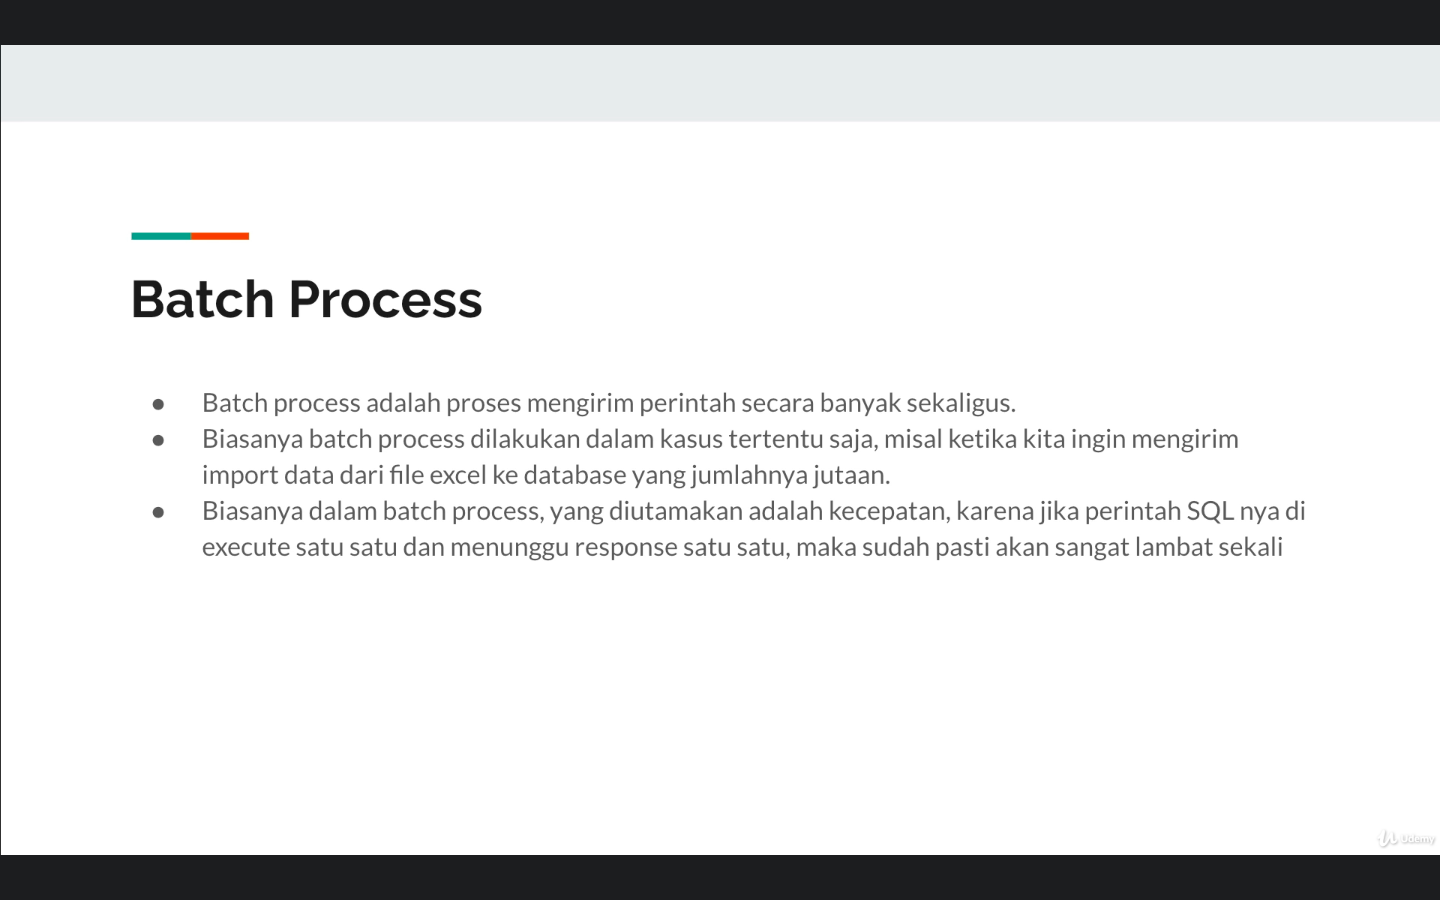 Batch Process
● Batch process adalah proses mengirim perintah secara banyak sekaligus.
● Biasanya batch process dilakukan dalam kasus tertentu saja, misal ketika kita ingin mengirim
import data dari file excel ke database yang jumlahnya jutaan.
● Biasanya dalam batch process, yang diutamakan adalah kecepatan, karena jika perintah SQL nya di
execute satu satu dan menunggu response satu satu, maka sudah pasti akan sangat lambat sekali
Udemy